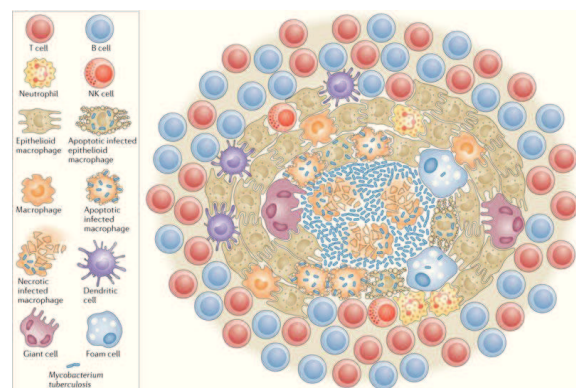 T cell
B cell
Neutrophil
NK cell
Epithelioid
macrophage
Apoptotic infected
epithelioid
macrophage
Macrophage
Apoptotic
infected
macrophage
Necrotic
infected
macrophage
Dendritic
cell
Giant cell
Foam cell
Mycobacterium
tuberculosis